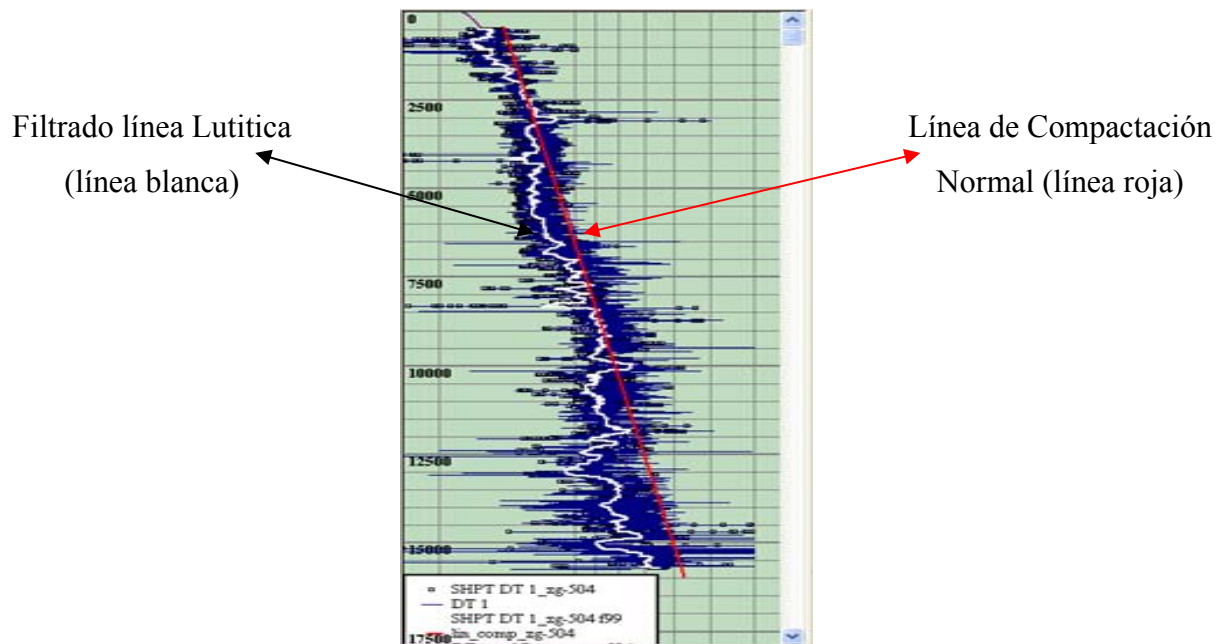 0
2500
5000
7500
10000
12500
15000
17500
Filtrado línea Lutitica
(línea blanca)
Línea de Compactación
Normal (línea roja)
SHPT DT 1_zg-504
DT 1
SHPT DT 1_zg-504 f99
lin_comp_zg-504